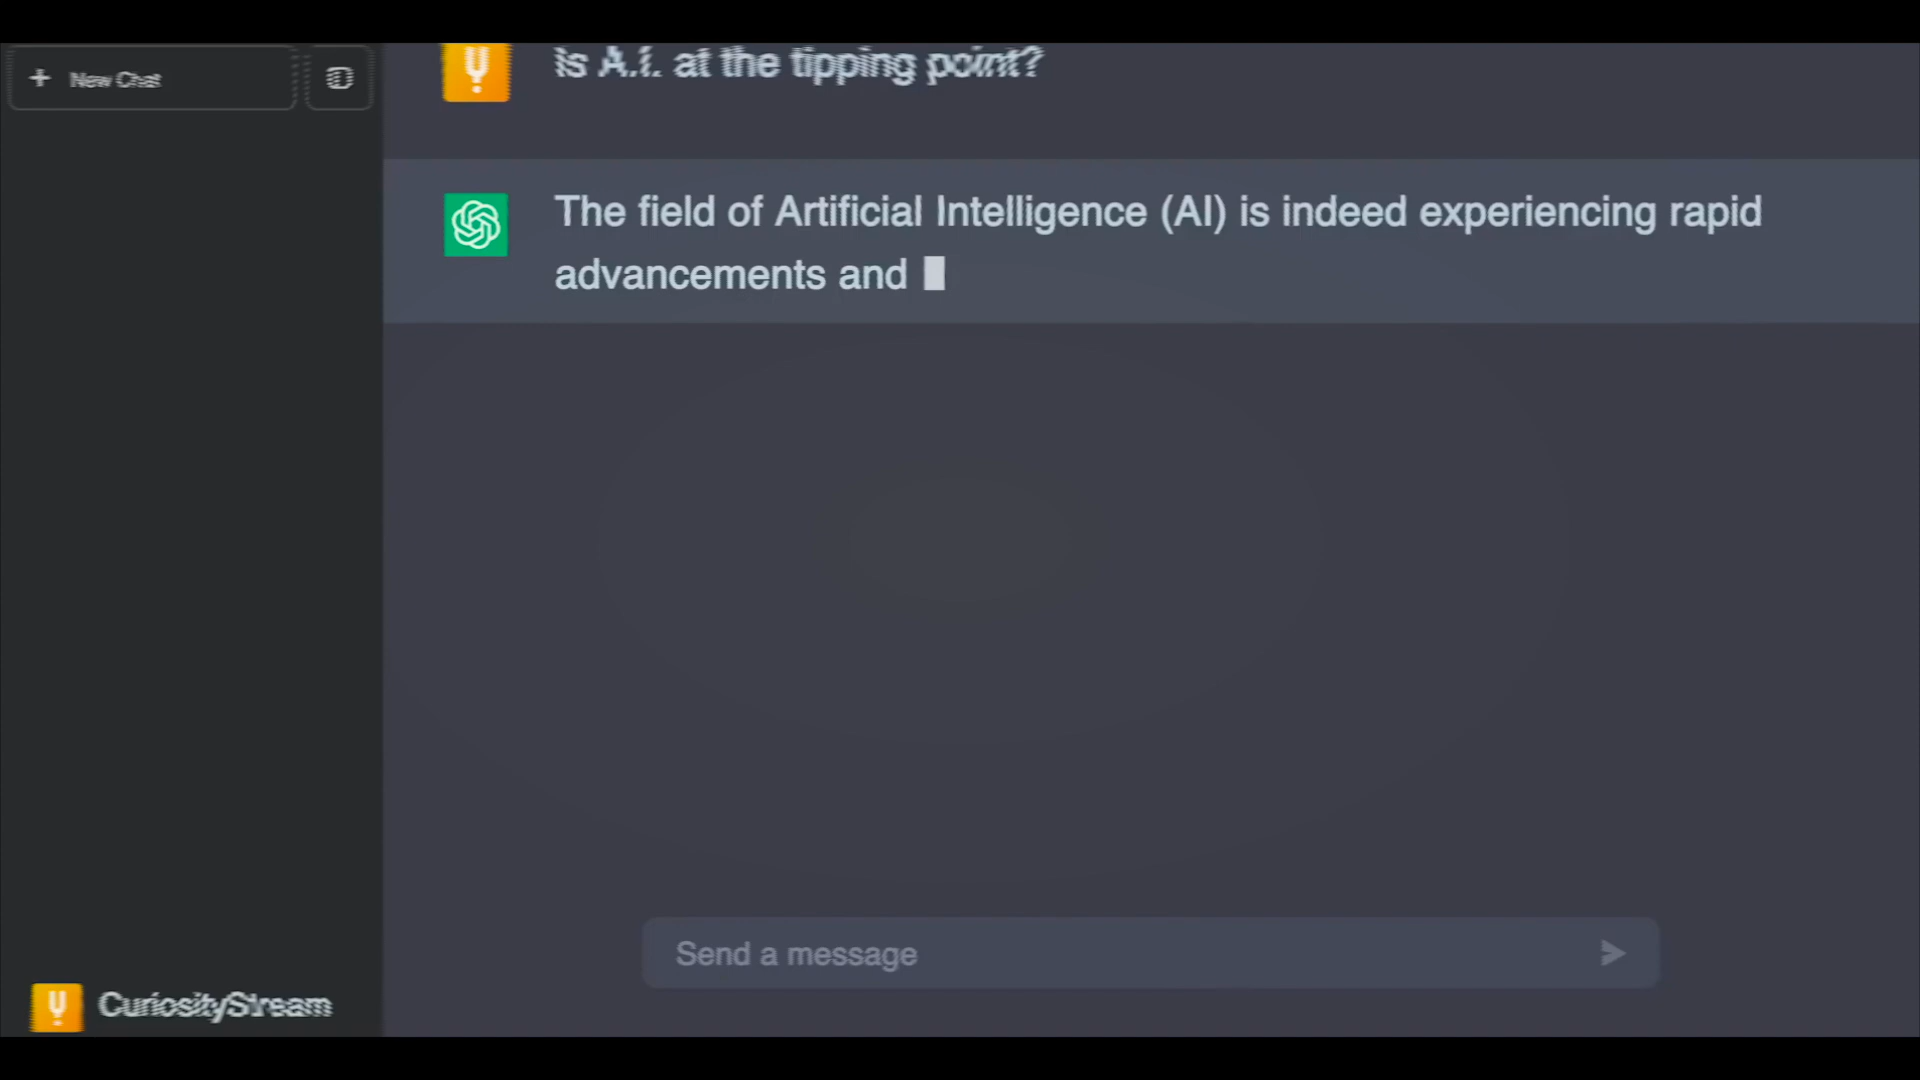 New Chat
Is A.I. at the tipping point?
The field of Artificial Intelligence (AI) is indeed experiencing rapid
advancements and
Send a message
CuriosityStream